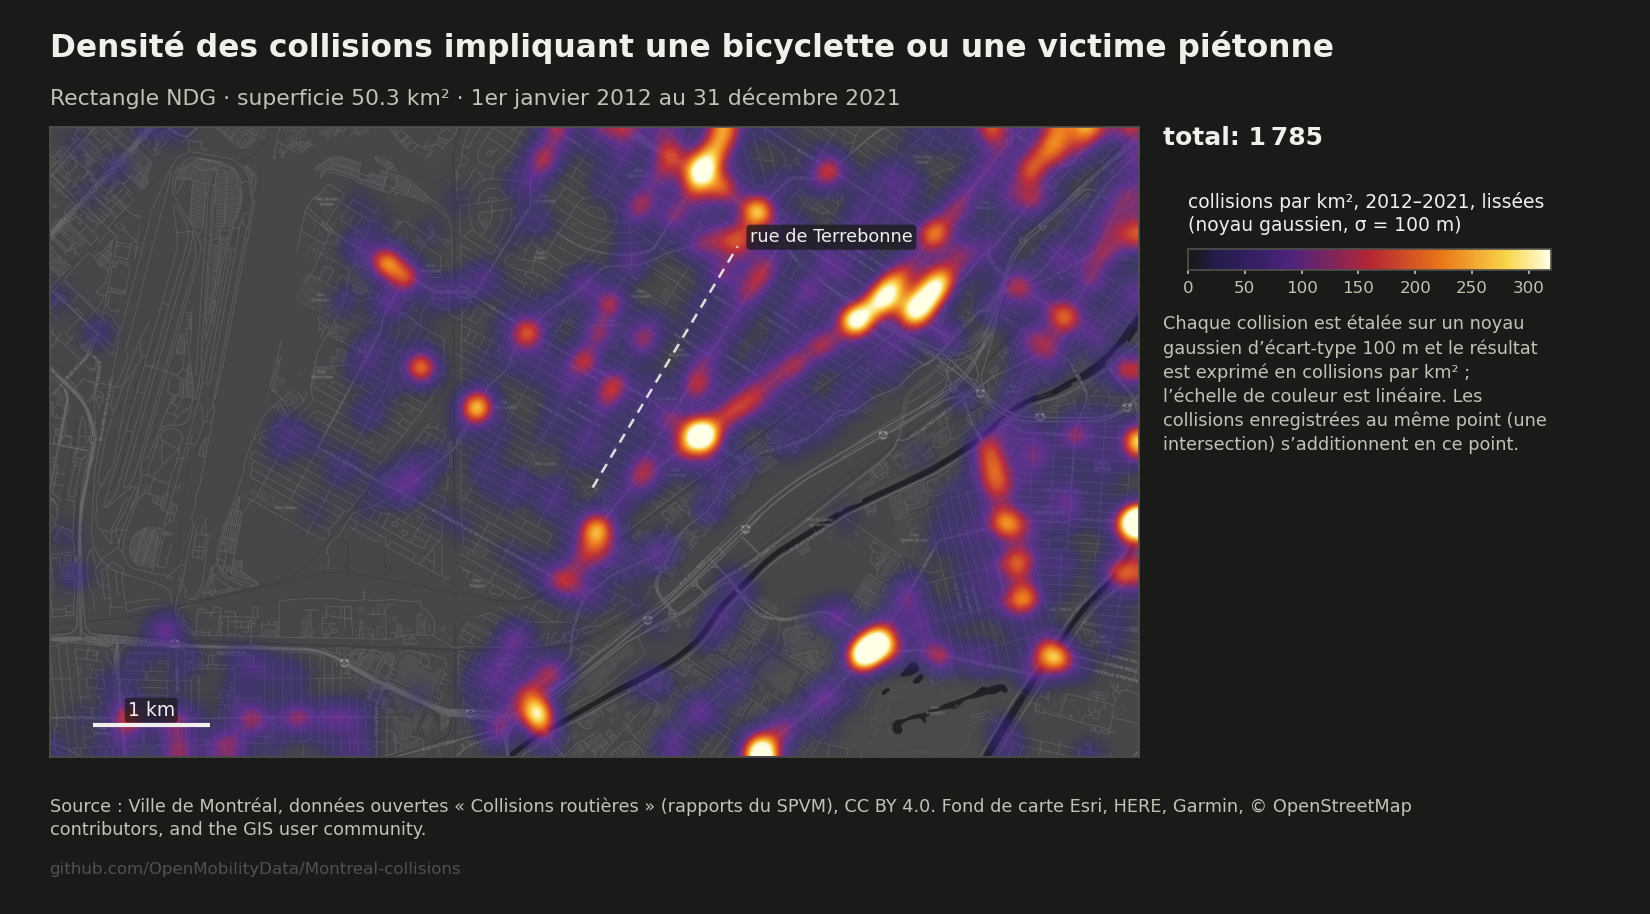 Densité des collisions impliquant une bicyclette ou une victime piétonne
Rectangle NDG · superficie 50.3 km² · 1er janvier 2012 au 31 décembre 2021
total: 1 785
collisions par km², 2012–2021, lissées
(noyau gaussien, σ = 100 m)
0 50 100 150 200 250 300
Chaque collision est étalée sur un noyau
gaussien d’écart-type 100 m et le résultat
est exprimé en collisions par km² ;
l’échelle de couleur est linéaire. Les
collisions enregistrées au même point (une
intersection) s’additionnent en ce point.
rue de Terrebonne
1 km
Source : Ville de Montréal, données ouvertes « Collisions routières » (rapports du SPVM), CC BY 4.0. Fond de carte Esri, HERE, Garmin, © OpenStreetMap
contributors, and the GIS user community.
github.com/OpenMobilityData/Montreal-collisions